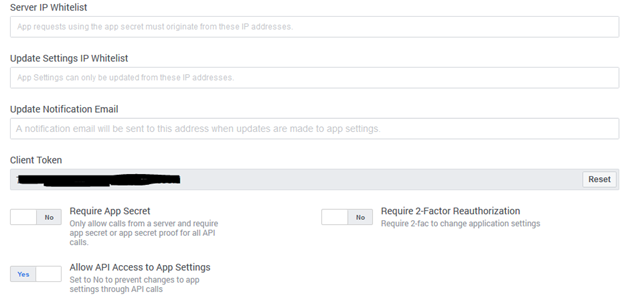 Server IP Whitelist
App requests using the app secret must originate from these IP addresses.
Update Settings IP Whitelist
App Settings can only be updated from these IP addresses.
Update Notification Email
A notification email will be sent to this address when updates are made to app settings.
Client Token
Reset
No
Require App Secret
Only allow calls from a server and require
app secret or app secret proof for all API
calls.
No
Require 2-Factor Reauthorization
Require 2-fac to change application settings
Yes
Allow API Access to App Settings
Set to No to prevent changes to app
settings through API calls